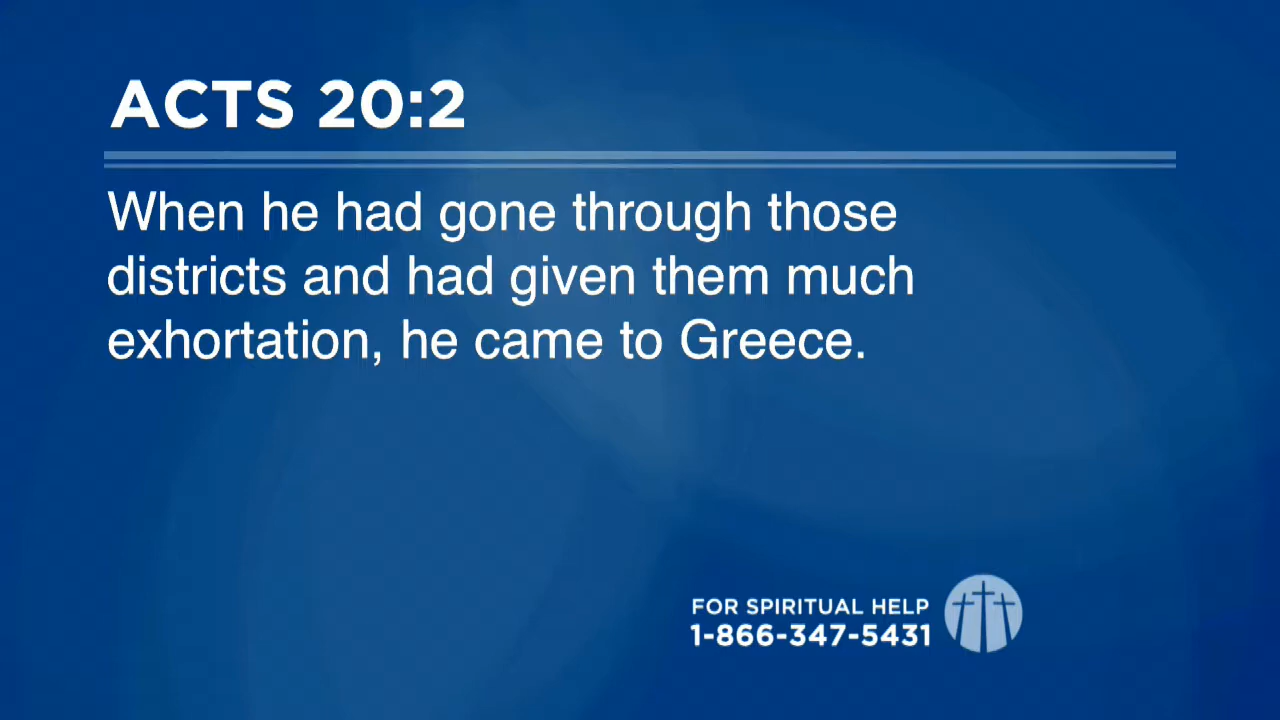 ACTS 20:2
When he had gone through those
districts and had given them much
exhortation, he came to Greece.
FOR SPIRITUAL HELP
1-866-347-5431